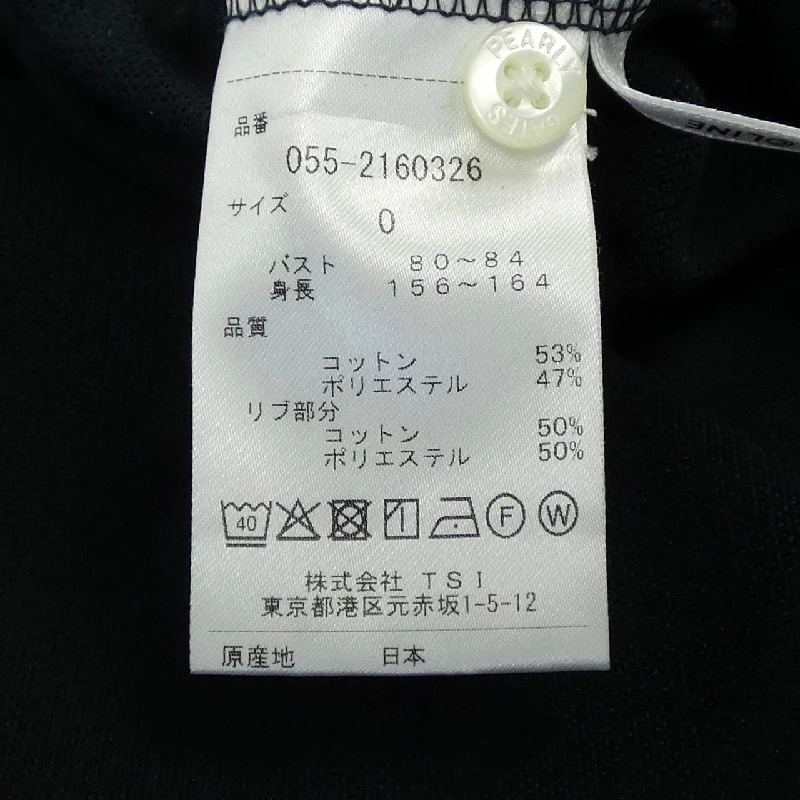 PEARLY
GATES
@LINE
品番
055-2160326
サイズ
0
バスト 80～84
身長 156～164
品質
コットン 53%
ポリエステル 47%
リブ部分
コットン 50%
ポリエステル 50%
40 F W
株式会社 TSI
東京都港区元赤坂1-5-12
原産地 日本